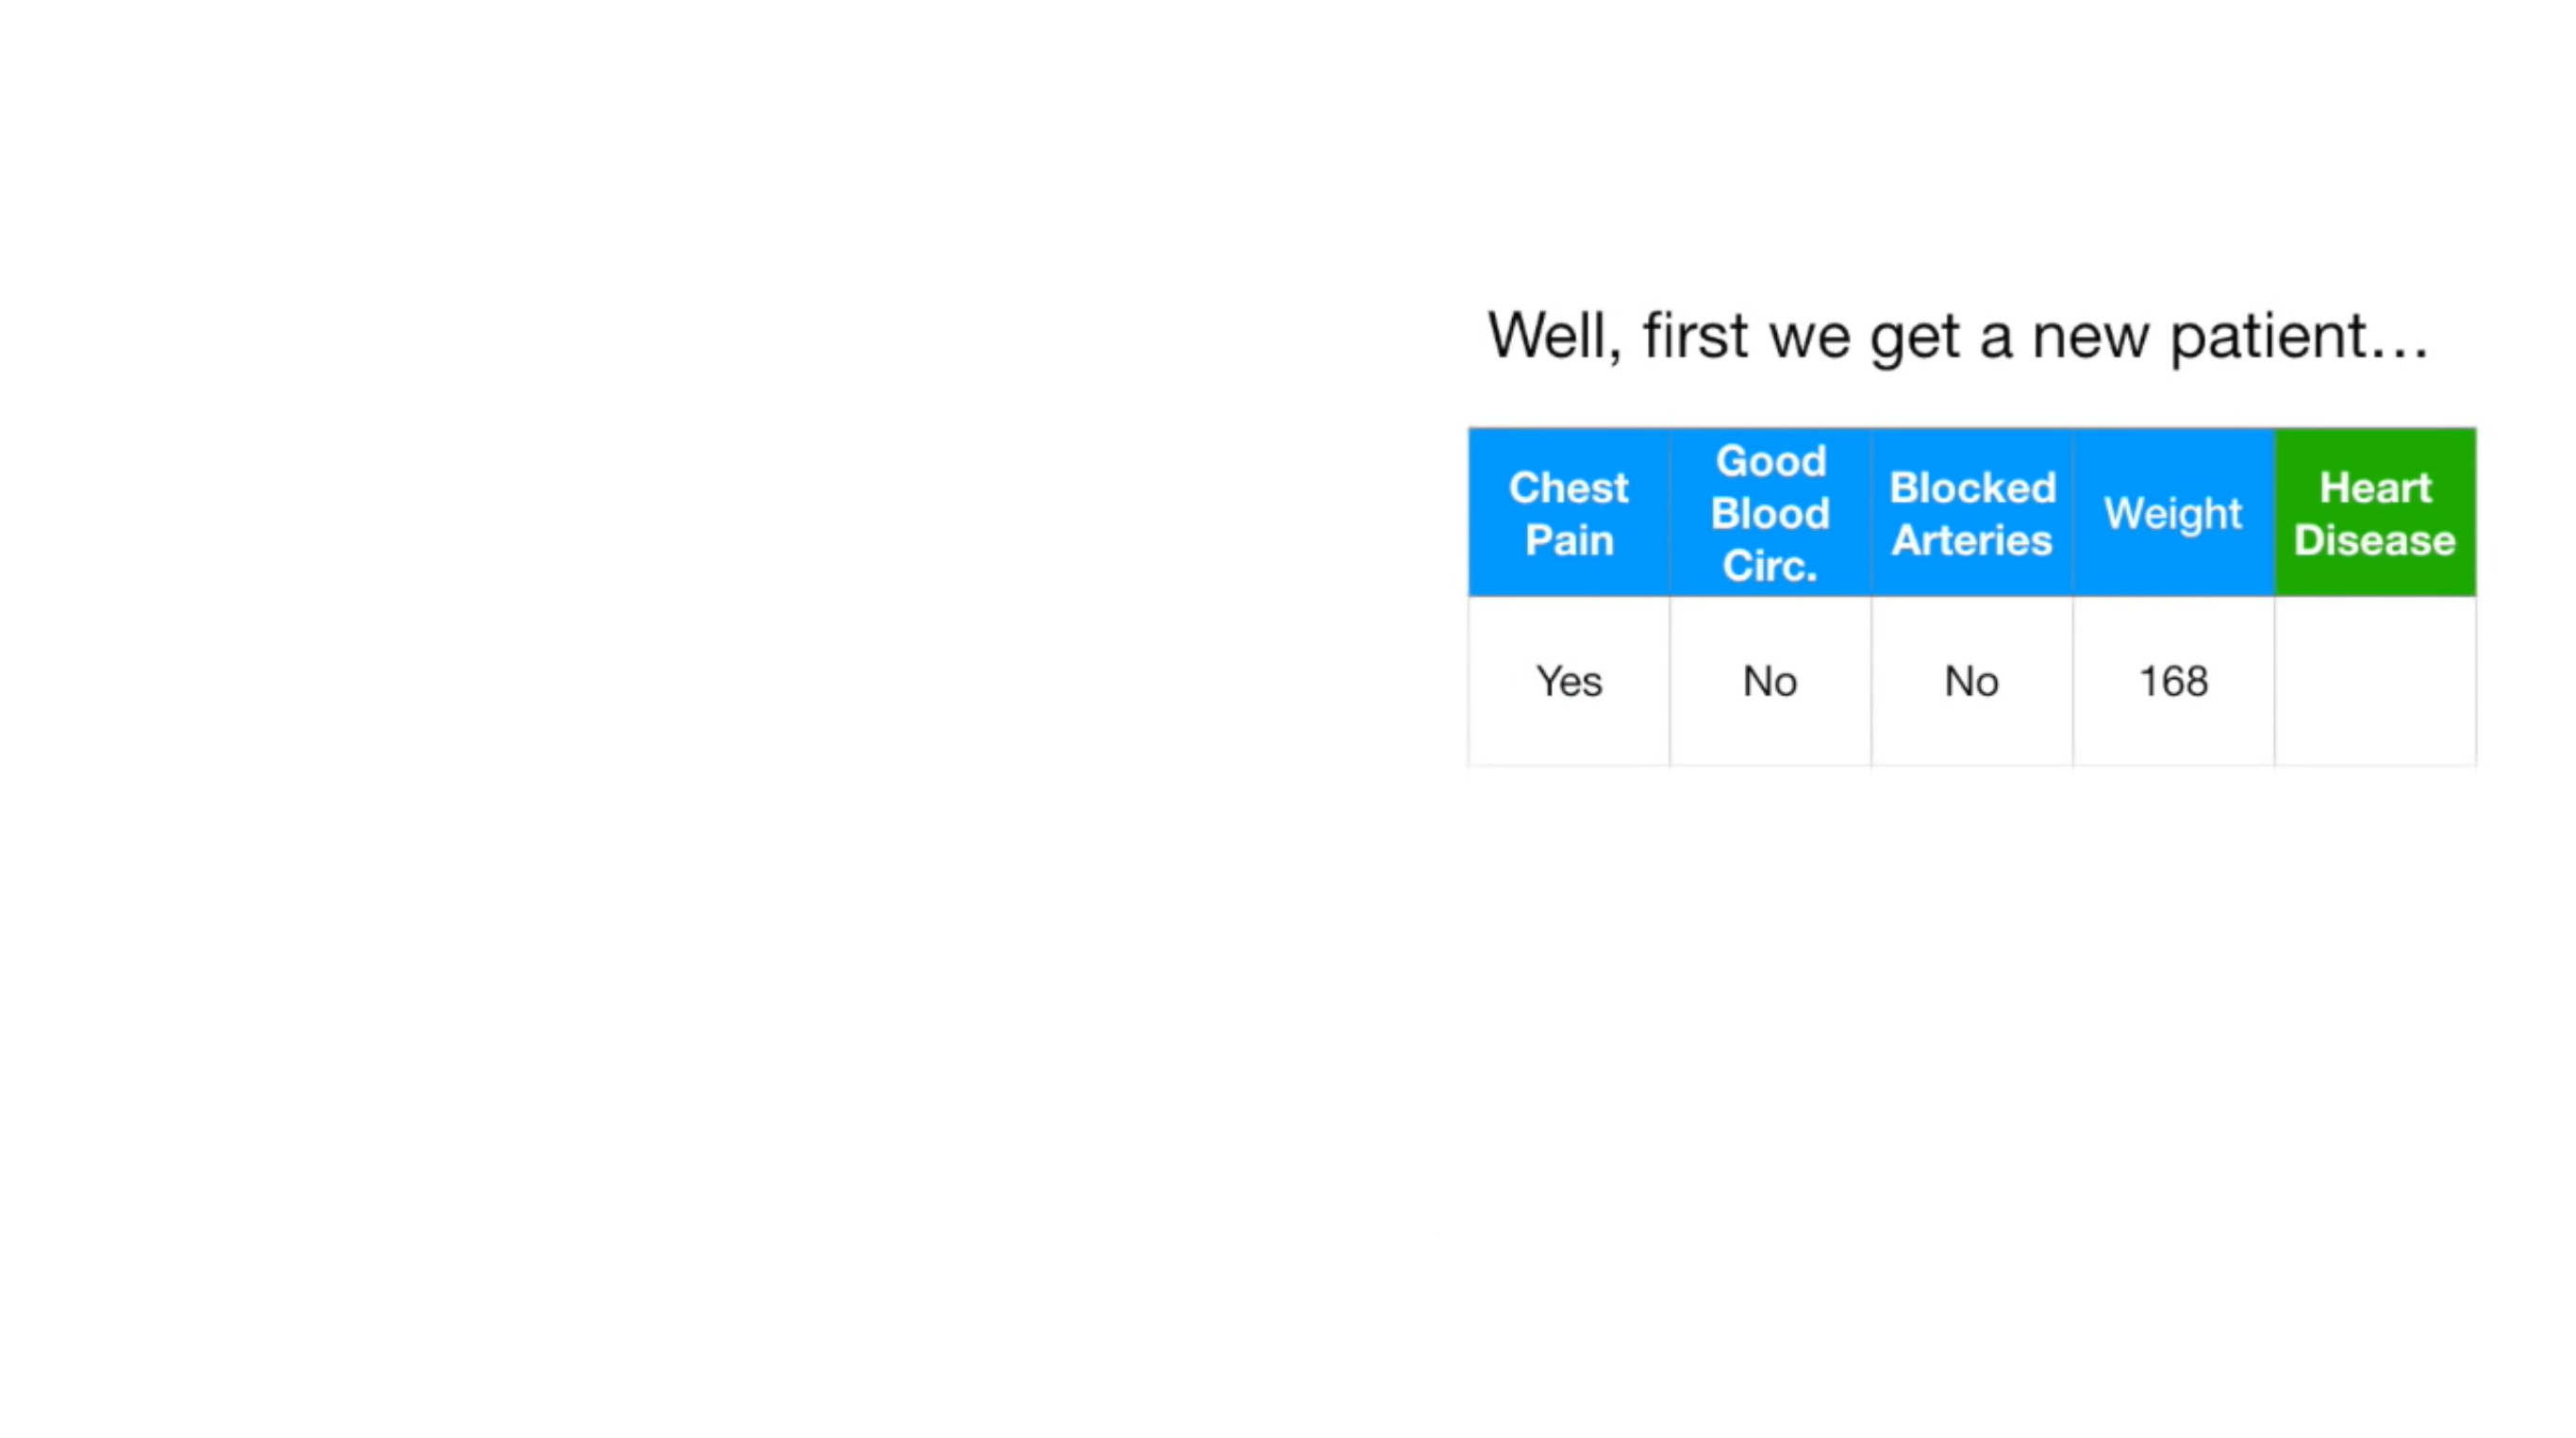 Well, first we get a new patient…
Chest Pain
Good Blood Circ.
Blocked Arteries
Weight
Heart Disease
Yes
No
No
168